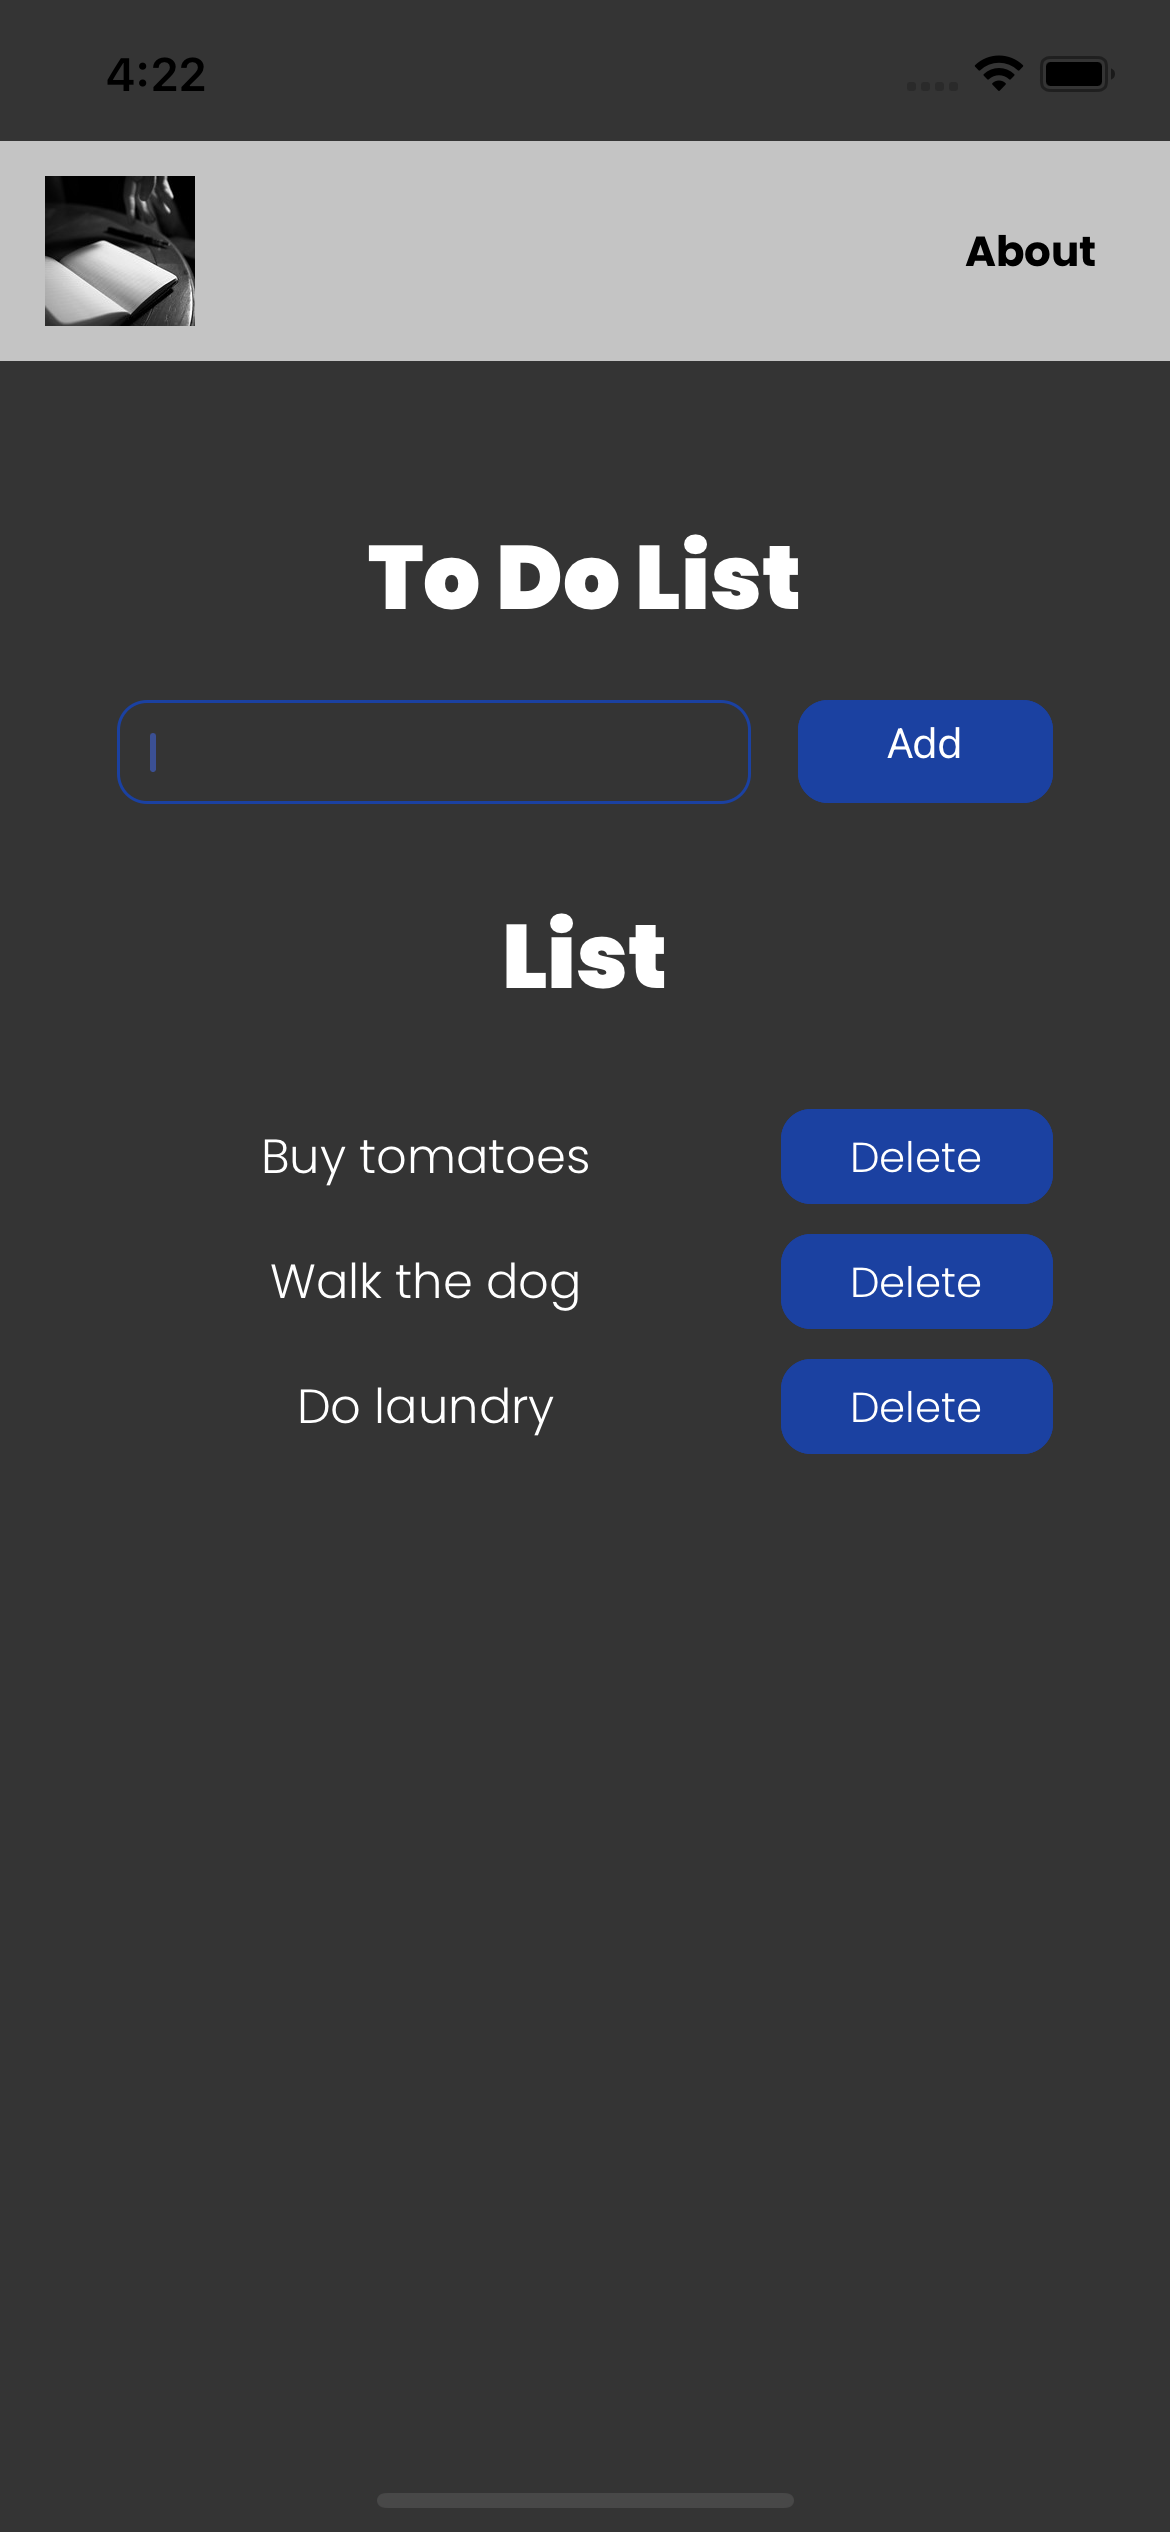 4:22
About
To Do List
Add
List
Buy tomatoes Delete
Walk the dog Delete
Do laundry Delete